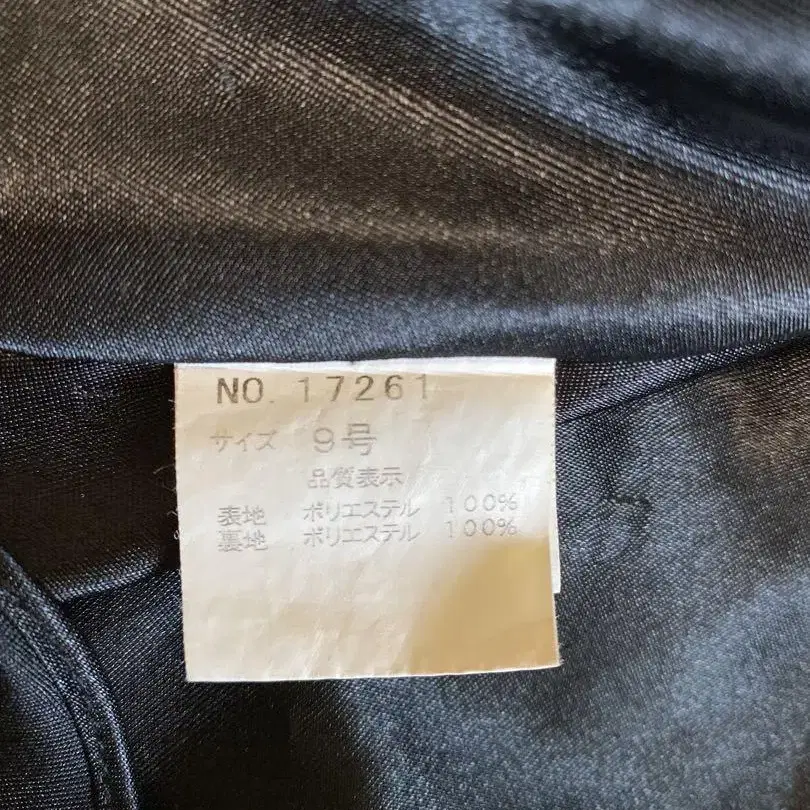 NO. 17261
サイズ 9号
品質表示
表地 ポリエステル 100%
裏地 ポリエステル 100%